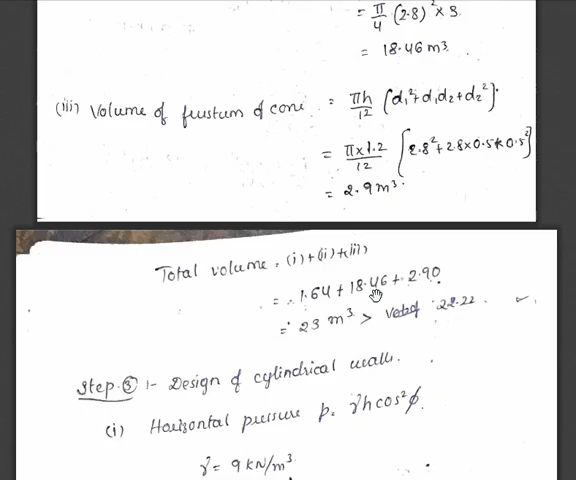 = π/4 (2.8)² × 3
= 18.46 m³
(iii) Volume of frustum of cone = πh/12 (d₁²+d₁d₂+d₂²)
= π×1.2/12 [2.8²+2.8×0.5+0.5²]
= 2.9 m³.
Total volume = (i)+(ii)+(iii)
= 1.64 + 18.46 + 2.90
= 23 m³ > 22.22
Step ③ :- Design of cylindrical walls.
(i) Horizontal pressure p = γh cos²φ.
γ = 9 kN/m³